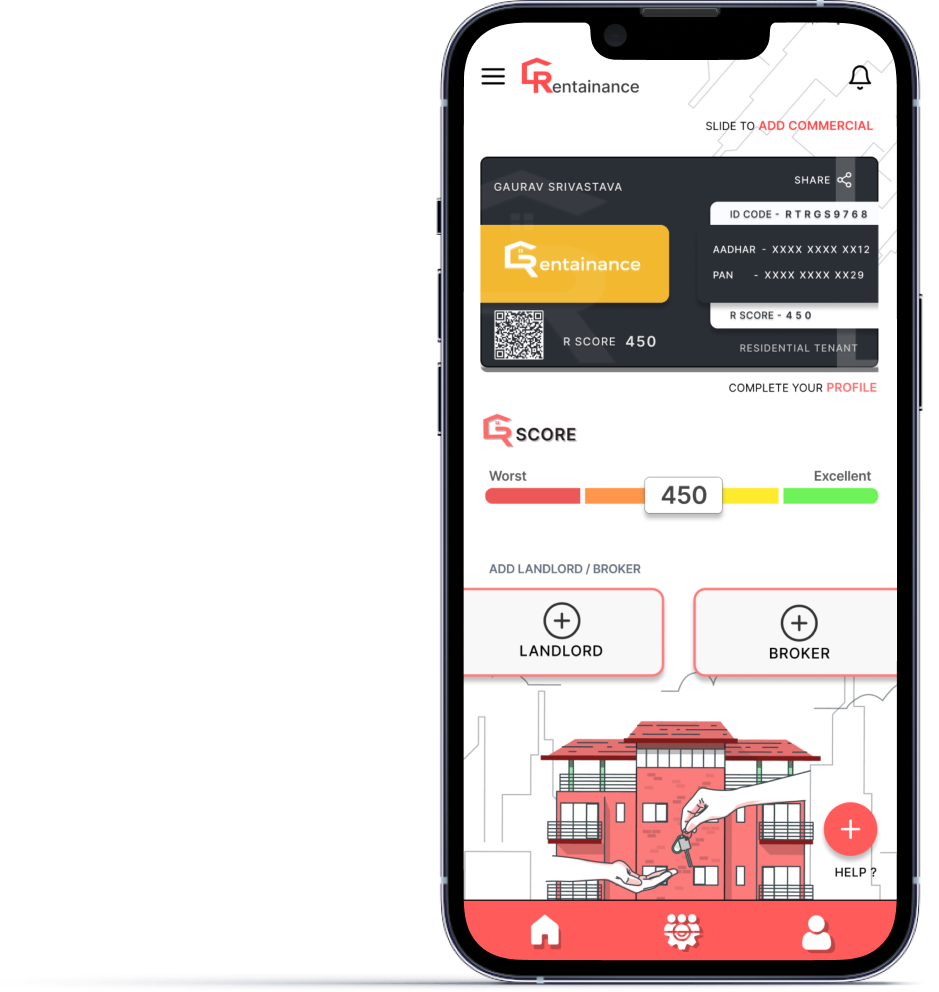 Rentainance
SLIDE TO ADD COMMERCIAL
GAURAV SRIVASTAVA
SHARE
ID CODE - RTRGS9768
Rentainance
AADHAR - XXXX XXXX XX12
PAN - XXXX XXXX XX29
R SCORE - 450
R SCORE 450
RESIDENTIAL TENANT
COMPLETE YOUR PROFILE
R SCORE
Worst
Excellent
450
ADD LANDLORD / BROKER
LANDLORD
BROKER
HELP ?